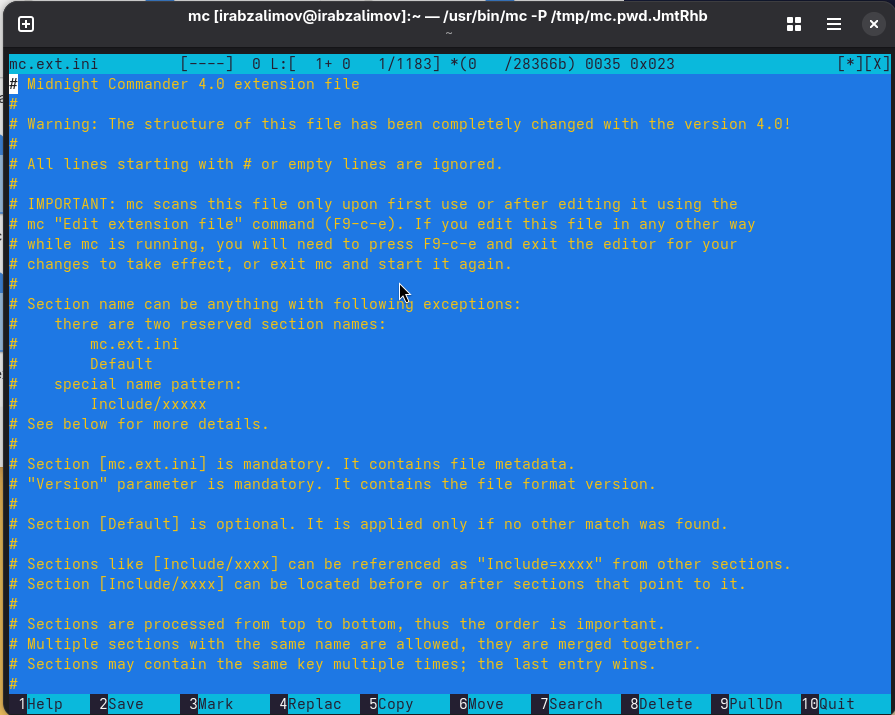 mc [irabzalimov@irabzalimov]:~ — /usr/bin/mc -P /tmp/mc.pwd.JmtRhb
~
mc.ext.ini         [----]  0 L:[  1+ 0   1/1183] *(0   /28366b) 0035 0x023                  [*][X]
# Midnight Commander 4.0 extension file
#
# Warning: The structure of this file has been completely changed with the version 4.0!
#
# All lines starting with # or empty lines are ignored.
#
# IMPORTANT: mc scans this file only upon first use or after editing it using the
# mc "Edit extension file" command (F9-c-e). If you edit this file in any other way
# while mc is running, you will need to press F9-c-e and exit the editor for your
# changes to take effect, or exit mc and start it again.
#
# Section name can be anything with following exceptions:
#    there are two reserved section names:
#        mc.ext.ini
#        Default
#    special name pattern:
#        Include/xxxxx
# See below for more details.
#
# Section [mc.ext.ini] is mandatory. It contains file metadata.
# "Version" parameter is mandatory. It contains the file format version.
#
# Section [Default] is optional. It is applied only if no other match was found.
#
# Sections like [Include/xxxx] can be referenced as "Include=xxxx" from other sections.
# Section [Include/xxxx] can be located before or after sections that point to it.
#
# Sections are processed from top to bottom, thus the order is important.
# Multiple sections with the same name are allowed, they are merged together.
# Sections may contain the same key multiple times; the last entry wins.
#
1Help   2Save   3Mark   4Replac   5Copy   6Move   7Search   8Delete   9PullDn   10Quit